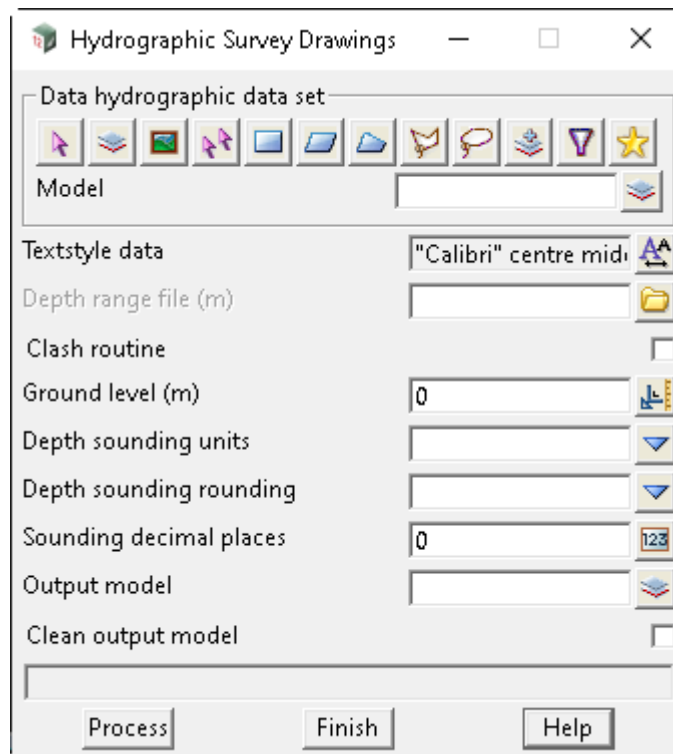 Hydrographic Survey Drawings
Data hydrographic data set
Model
Textstyle data "Calibri" centre mid
Depth range file (m)
Clash routine
Ground level (m) 0
Depth sounding units
Depth sounding rounding
Sounding decimal places 0 123
Output model
Clean output model
Process Finish Help